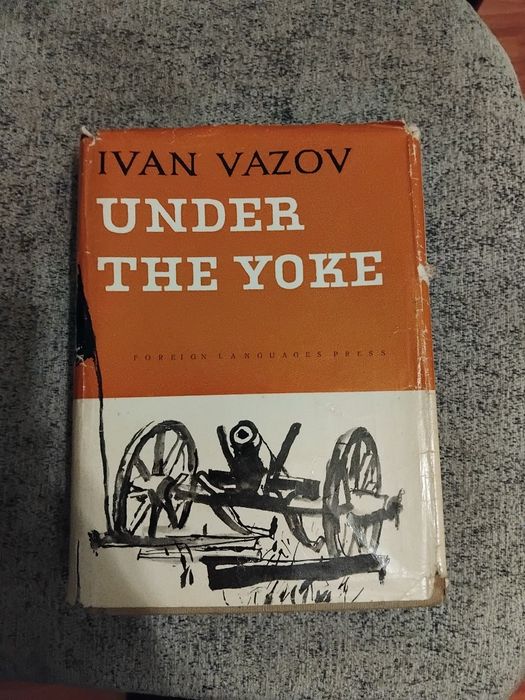 IVAN VAZOV
UNDER
THE YOKE
FOREIGN LANGUAGES PRESS